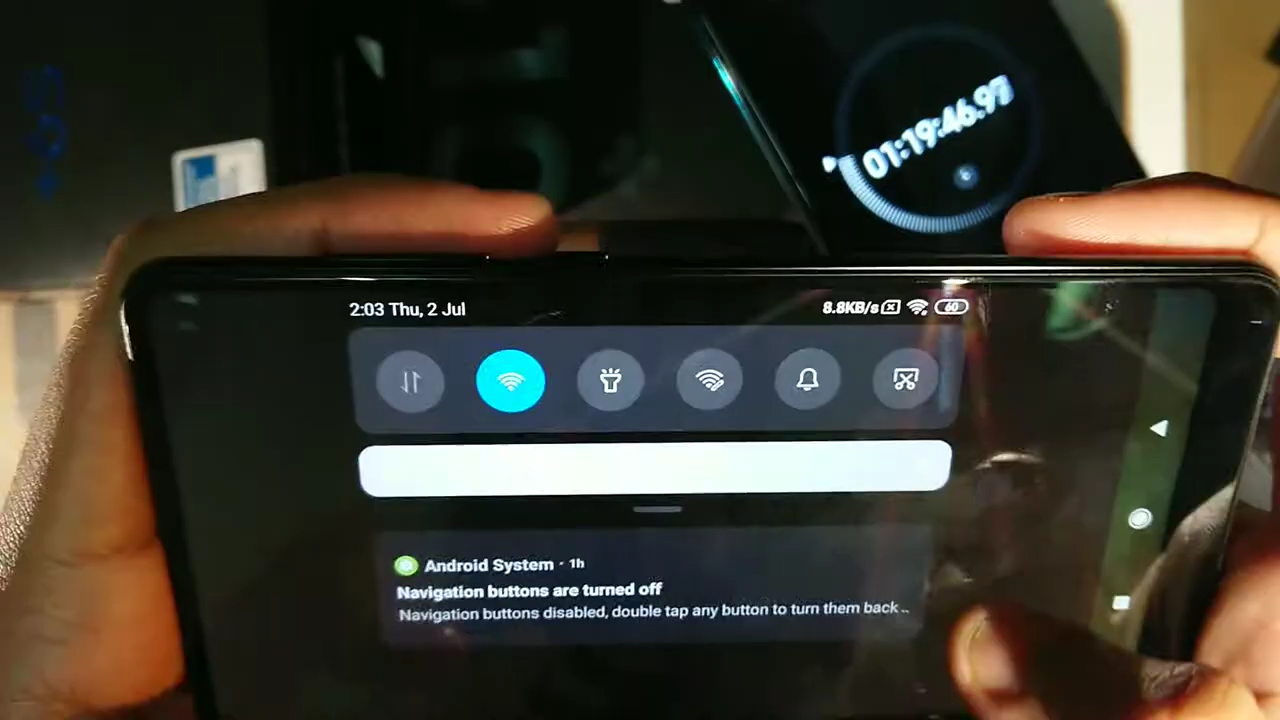 01:19:46.97
2:03 Thu, 2 Jul
8.8KB/s
60
Android System · 1h
Navigation buttons are turned off
Navigation buttons disabled, double tap any button to turn them back ..